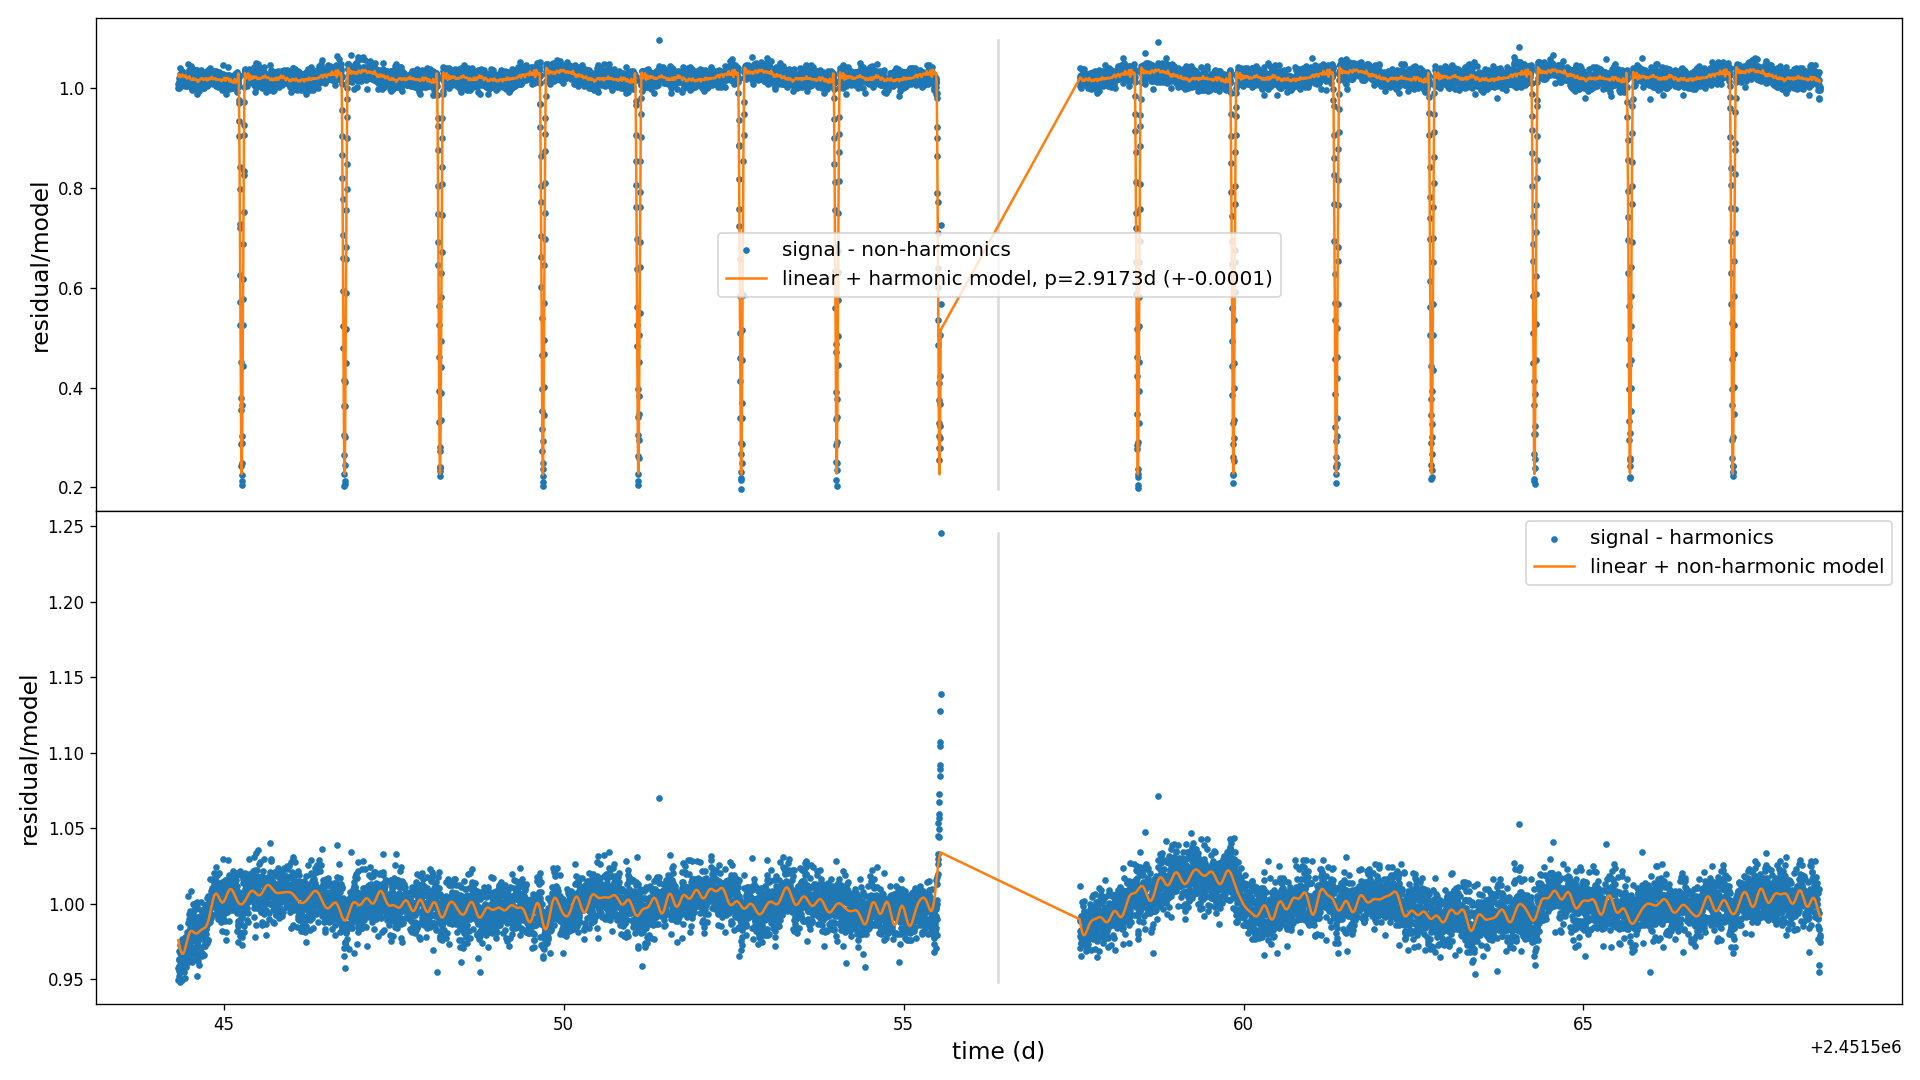 1.0
0.8
0.6
0.4
0.2
residual/model
signal - non-harmonics
linear + harmonic model, p=2.9173d (+-0.0001)
1.25
1.20
1.15
1.10
1.05
1.00
0.95
residual/model
signal - harmonics
linear + non-harmonic model
45 50 55 60 65
time (d)
+2.4515e6